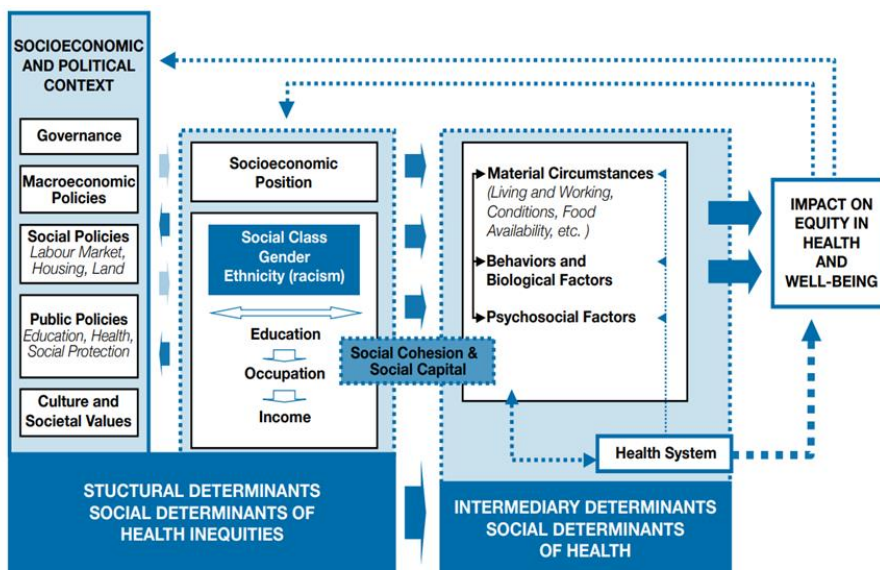 SOCIOECONOMIC
AND POLITICAL
CONTEXT
Governance
Macroeconomic
Policies
Social Policies
Labour Market,
Housing, Land
Public Policies
Education, Health,
Social Protection
Culture and
Societal Values
Socioeconomic
Position
Social Class
Gender
Ethnicity (racism)
Education
Occupation
Income
Social Cohesion &
Social Capital
Material Circumstances
(Living and Working,
Conditions, Food
Availability, etc. )
Behaviors and
Biological Factors
Psychosocial Factors
Health System
IMPACT ON
EQUITY IN
HEALTH
AND
WELL-BEING
STUCTURAL DETERMINANTS
SOCIAL DETERMINANTS OF
HEALTH INEQUITIES
INTERMEDIARY DETERMINANTS
SOCIAL DETERMINANTS
OF HEALTH